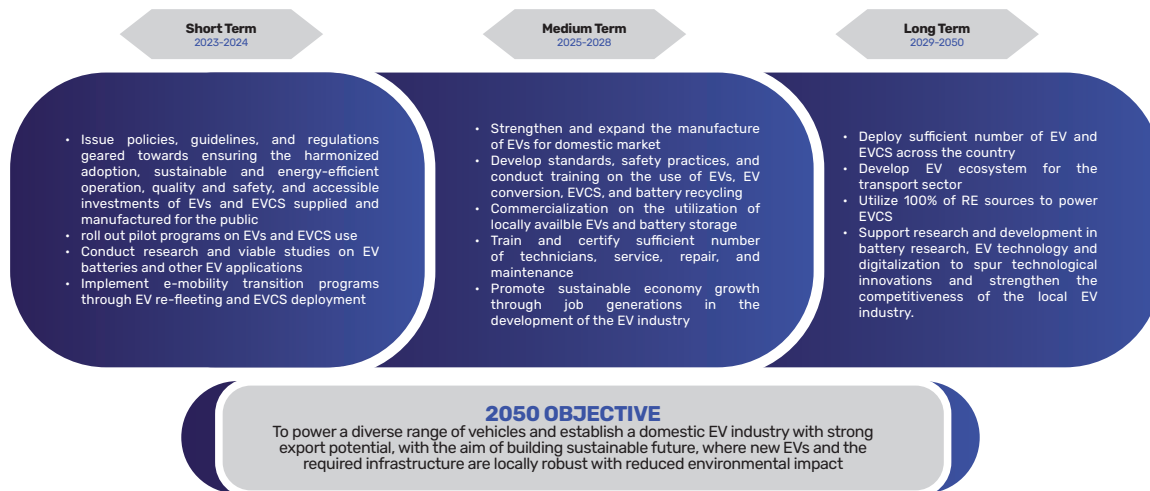 Short Term
2023-2024
Medium Term
2025-2028
Long Term
2029-2050
• Issue policies, guidelines, and regulations
geared towards ensuring the harmonized
adoption, sustainable and energy-efficient
operation, quality and safety, and accessible
investments of EVs and EVCS supplied and
manufactured for the public
• roll out pilot programs on EVs and EVCS use
• Conduct research and viable studies on EV
batteries and other EV applications
• Implement e-mobility transition programs
through EV re-fleeting and EVCS deployment
• Strengthen and expand the manufacture
of EVs for domestic market
• Develop standards, safety practices, and
conduct training on the use of EVs, EV
conversion, EVCS, and battery recycling
• Commercialization on the utilization of
locally availble EVs and battery storage
• Train and certify sufficient number
of technicians, service, repair, and
maintenance
• Promote sustainable economy growth
through job generations in the
development of the EV industry
• Deploy sufficient number of EV and
EVCS across the country
• Develop EV ecosystem for the
transport sector
• Utilize 100% of RE sources to power
EVCS
• Support research and development in
battery research, EV technology and
digitalization to spur technological
innovations and strengthen the
competitiveness of the local EV
industry.
2050 OBJECTIVE
To power a diverse range of vehicles and establish a domestic EV industry with strong
export potential, with the aim of building sustainable future, where new EVs and the
required infrastructure are locally robust with reduced environmental impact